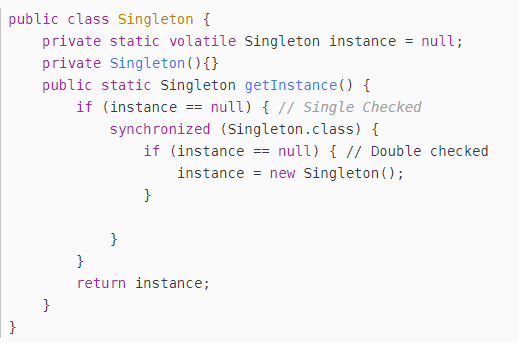 public class Singleton {
    private static volatile Singleton instance = null;
    private Singleton(){}
    public static Singleton getInstance() {
        if (instance == null) { // Single Checked
            synchronized (Singleton.class) {
                if (instance == null) { // Double checked
                    instance = new Singleton();
                }

            }
        }
        return instance;
    }
}